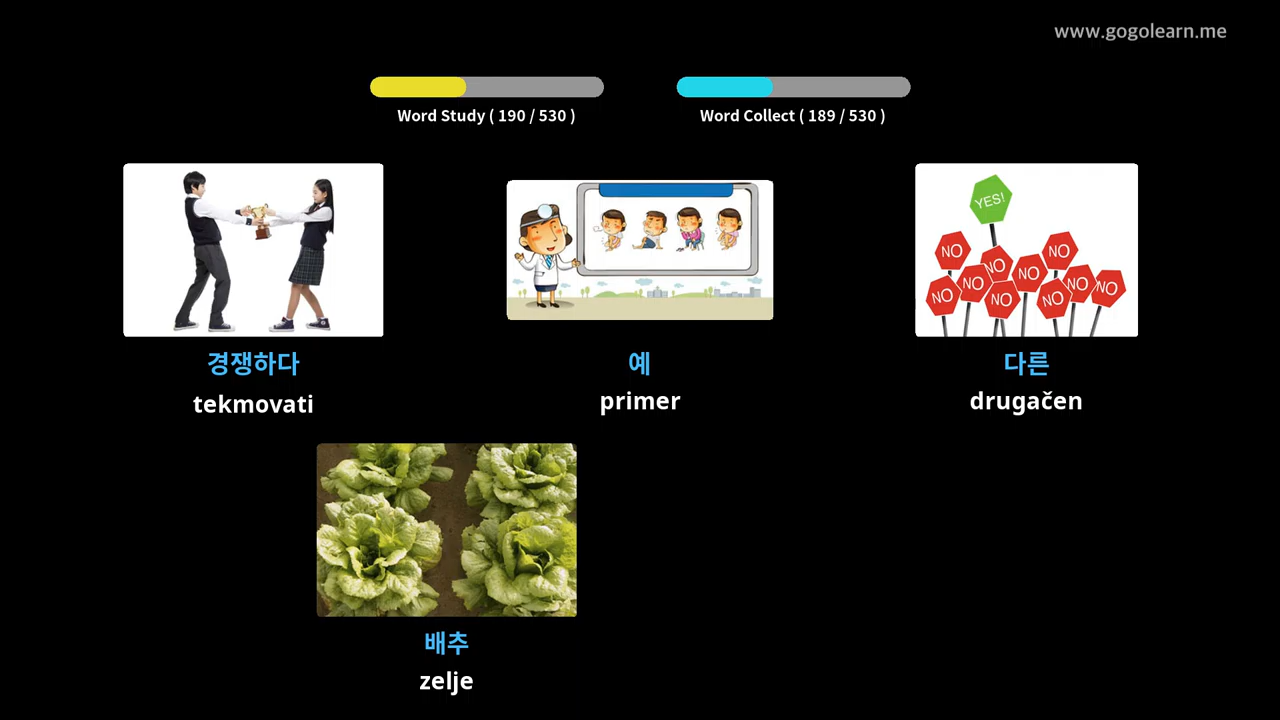 www.gogolearn.me
Word Study ( 190 / 530 )
Word Collect ( 189 / 530 )
YES!
NO
NO
NO
NO
NO
NO
NO
NO
NO
NO
경쟁하다
tekmovati
예
primer
다른
drugačen
배추
zelje